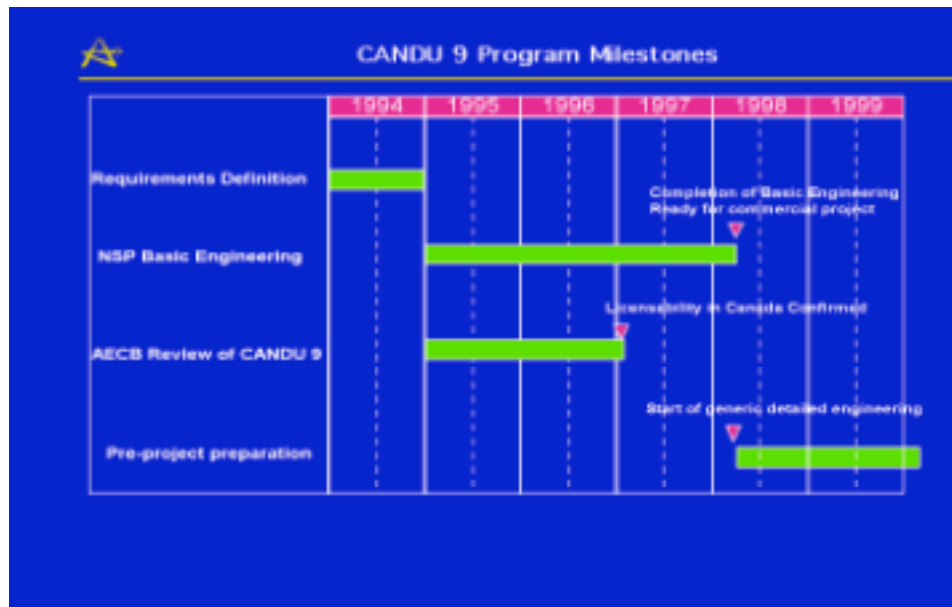 CANDU 9 Program Milestones
1994 1995 1996 1997 1998 1999
Requirements Definition
Completion of Basic Engineering
Ready for commercial project
NSP Basic Engineering
Licensability in Canada Confirmed
AECB Review of CANDU 9
Start of generic detailed engineering
Pre-project preparation